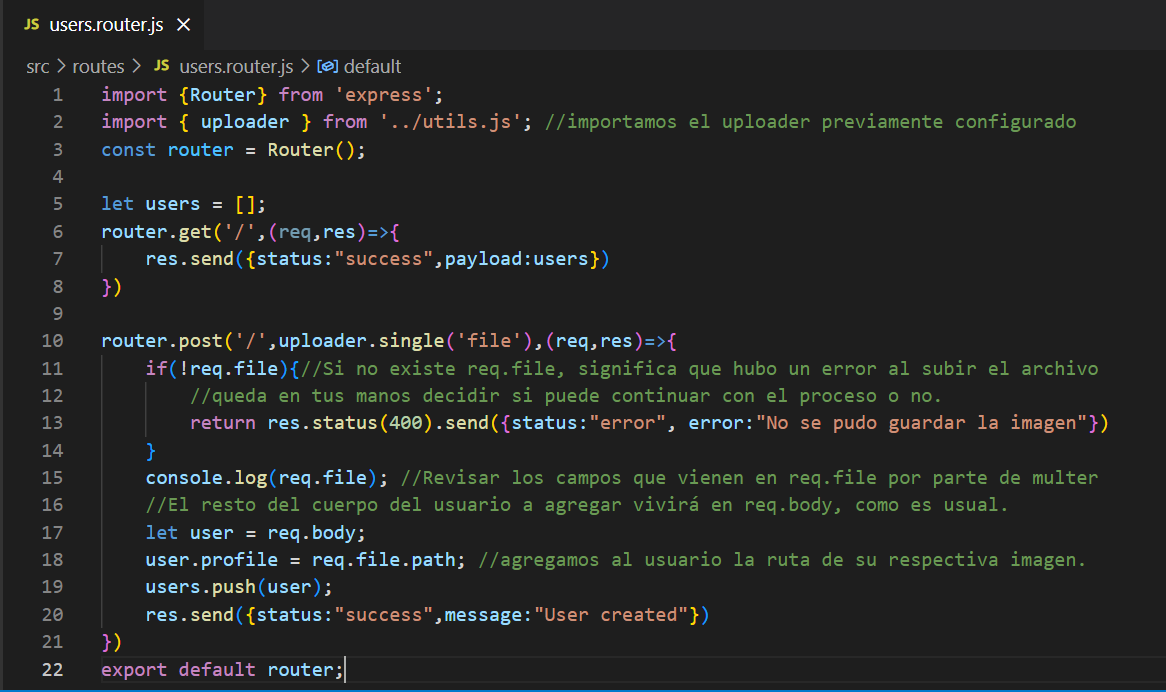 JS users.router.js ×
src > routes > JS users.router.js > default
1 import {Router} from 'express';
2 import { uploader } from '../utils.js'; //importamos el uploader previamente configurado
3 const router = Router();
4
5 let users = [];
6 router.get('/',(req,res)=>{
7     res.send({status:"success",payload:users})
8 })
9
10 router.post('/',uploader.single('file'),(req,res)=>{
11     if(!req.file){//Si no existe req.file, significa que hubo un error al subir el archivo
12         //queda en tus manos decidir si puede continuar con el proceso o no.
13         return res.status(400).send({status:"error", error:"No se pudo guardar la imagen"})
14     }
15     console.log(req.file); //Revisar los campos que vienen en req.file por parte de multer
16     //El resto del cuerpo del usuario a agregar vivirá en req.body, como es usual.
17     let user = req.body;
18     user.profile = req.file.path; //agregamos al usuario la ruta de su respectiva imagen.
19     users.push(user);
20     res.send({status:"success",message:"User created"})
21 })
22 export default router;